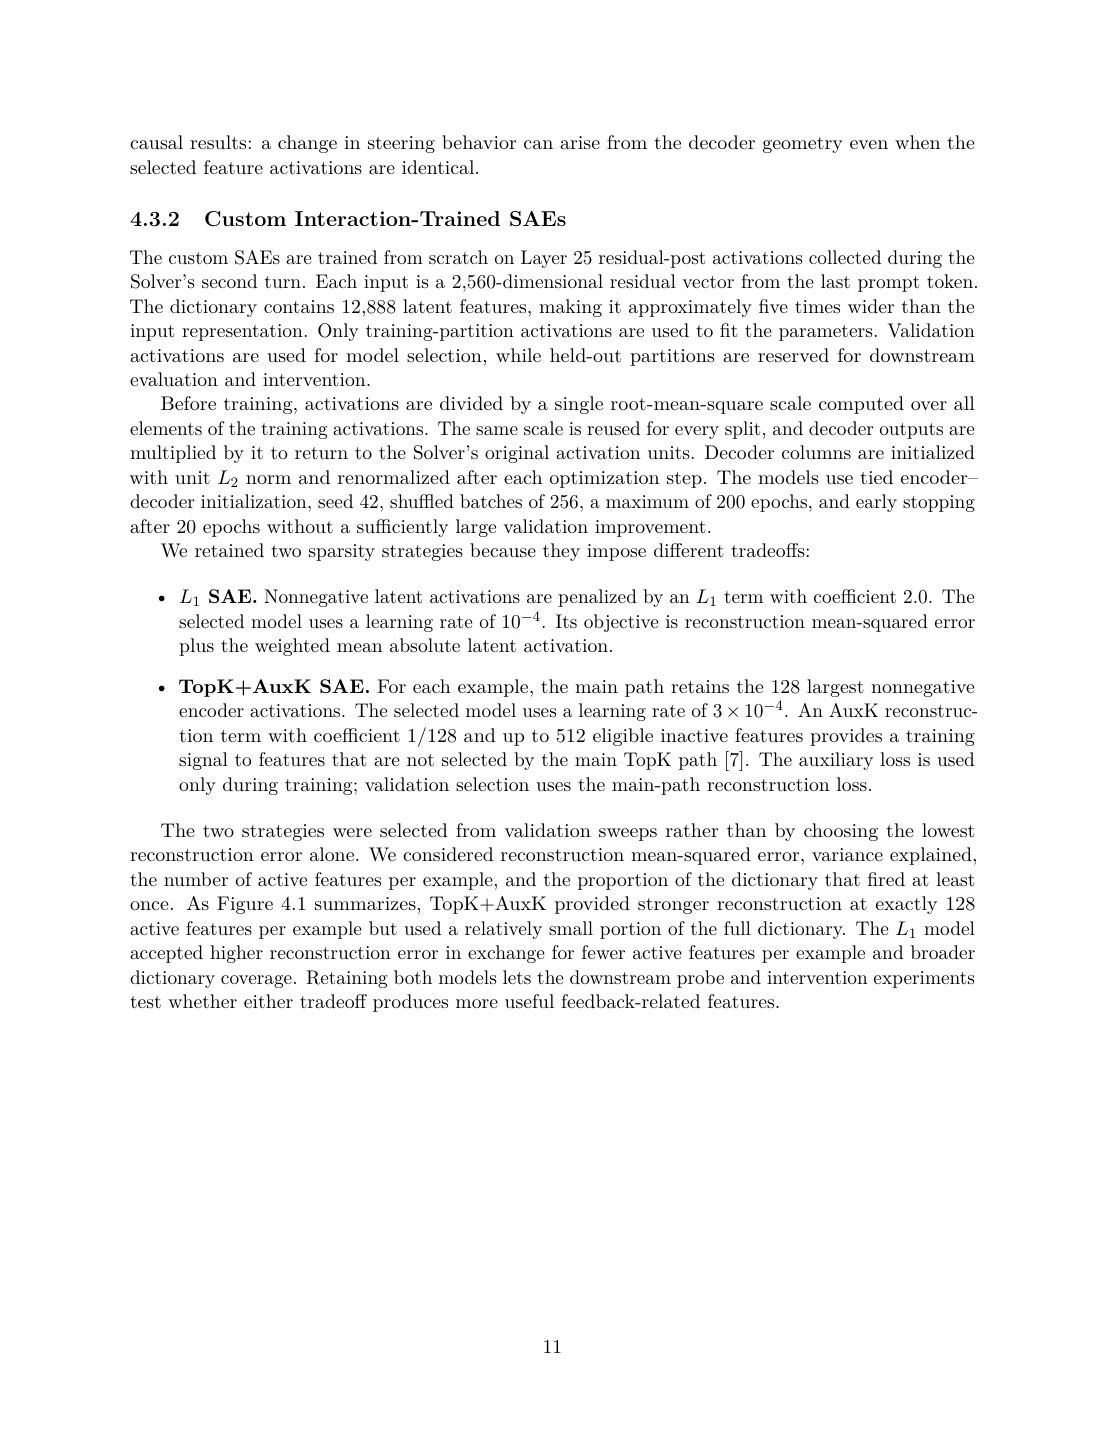 causal results: a change in steering behavior can arise from the decoder geometry even when the
selected feature activations are identical.
4.3.2 Custom Interaction-Trained SAEs
The custom SAEs are trained from scratch on Layer 25 residual-post activations collected during the
Solver's second turn. Each input is a 2,560-dimensional residual vector from the last prompt token.
The dictionary contains 12,888 latent features, making it approximately five times wider than the
input representation. Only training-partition activations are used to fit the parameters. Validation
activations are used for model selection, while held-out partitions are reserved for downstream
evaluation and intervention.
Before training, activations are divided by a single root-mean-square scale computed over all
elements of the training activations. The same scale is reused for every split, and decoder outputs are
multiplied by it to return to the Solver's original activation units. Decoder columns are initialized
with unit L₂ norm and renormalized after each optimization step. The models use tied encoder–
decoder initialization, seed 42, shuffled batches of 256, a maximum of 200 epochs, and early stopping
after 20 epochs without a sufficiently large validation improvement.
We retained two sparsity strategies because they impose different tradeoffs:
• L₁ SAE. Nonnegative latent activations are penalized by an L₁ term with coefficient 2.0. The
selected model uses a learning rate of 10⁻⁴. Its objective is reconstruction mean-squared error
plus the weighted mean absolute latent activation.
• TopK+AuxK SAE. For each example, the main path retains the 128 largest nonnegative
encoder activations. The selected model uses a learning rate of 3 × 10⁻⁴. An AuxK reconstruc-
tion term with coefficient 1/128 and up to 512 eligible inactive features provides a training
signal to features that are not selected by the main TopK path [7]. The auxiliary loss is used
only during training; validation selection uses the main-path reconstruction loss.
The two strategies were selected from validation sweeps rather than by choosing the lowest
reconstruction error alone. We considered reconstruction mean-squared error, variance explained,
the number of active features per example, and the proportion of the dictionary that fired at least
once. As Figure 4.1 summarizes, TopK+AuxK provided stronger reconstruction at exactly 128
active features per example but used a relatively small portion of the full dictionary. The L₁ model
accepted higher reconstruction error in exchange for fewer active features per example and broader
dictionary coverage. Retaining both models lets the downstream probe and intervention experiments
test whether either tradeoff produces more useful feedback-related features.
11